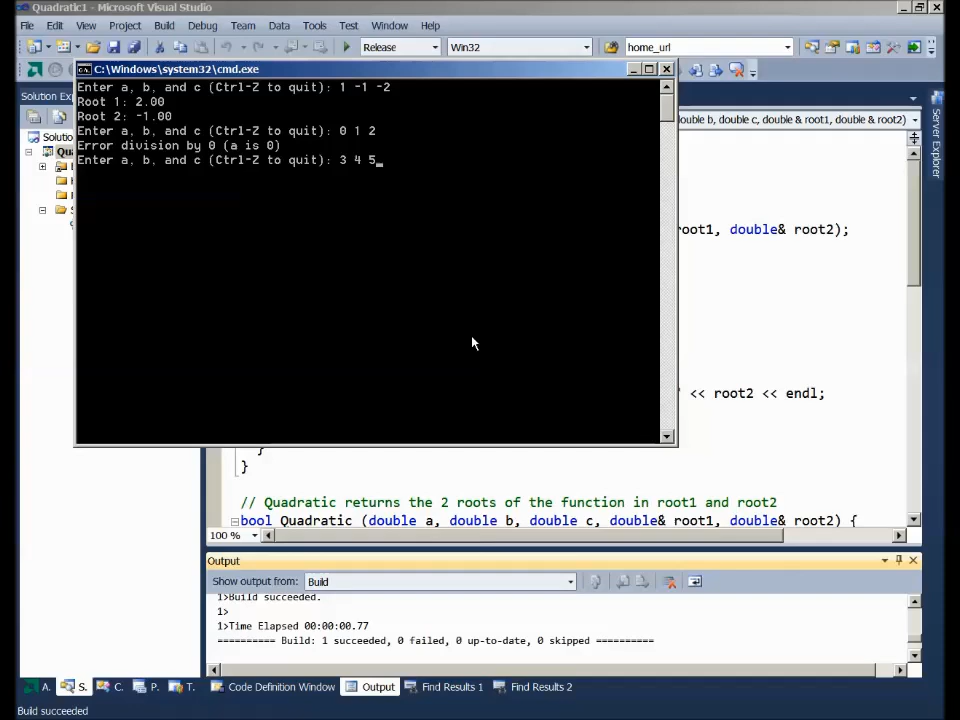 Quadratic1 - Microsoft Visual Studio
File Edit View Project Build Debug Team Data Tools Test Window Help
Release Win32 home_url
C:\Windows\system32\cmd.exe
Enter a, b, and c (Ctrl-Z to quit): 1 -1 -2
Root 1: 2.00
Root 2: -1.00
Enter a, b, and c (Ctrl-Z to quit): 0 1 2
Error division by 0 (a is 0)
Enter a, b, and c (Ctrl-Z to quit): 3 4 5_
Solution Ex
Solutio
Qu
double b, double c, double& root1, double& root2)
Server Explorer
root1, double& root2);
" << root2 << endl;
}
}
// Quadratic returns the 2 roots of the function in root1 and root2
bool Quadratic (double a, double b, double c, double& root1, double& root2) {
100 %
Output
Show output from: Build
1>Build succeeded.
1>
1>Time Elapsed 00:00:00.77
========== Build: 1 succeeded, 0 failed, 0 up-to-date, 0 skipped ==========
A. S. C. P. T. Code Definition Window Output Find Results 1 Find Results 2
Build succeeded